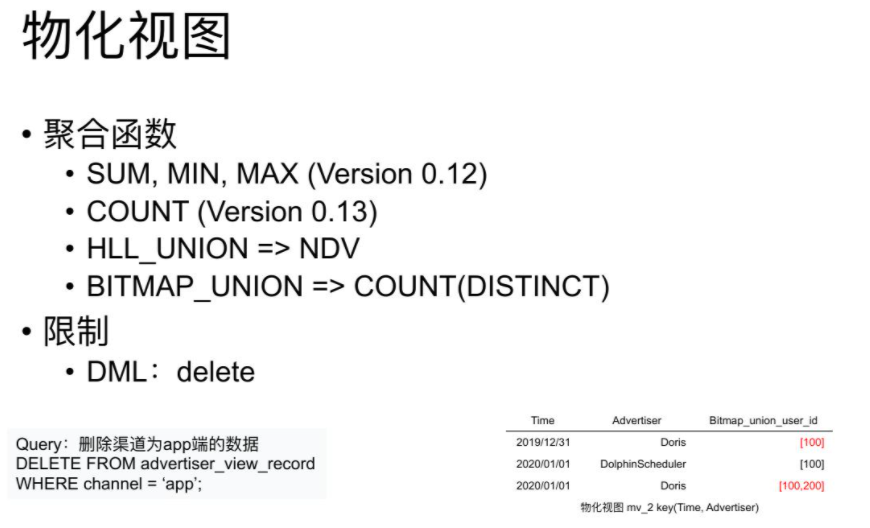 物化视图
• 聚合函数
• SUM, MIN, MAX (Version 0.12)
• COUNT (Version 0.13)
• HLL_UNION => NDV
• BITMAP_UNION => COUNT(DISTINCT)
• 限制
• DML：delete
Query：删除渠道为app端的数据
DELETE FROM advertiser_view_record
WHERE channel = ‘app’;
Time Advertiser Bitmap_union_user_id
2019/12/31 Doris [100]
2020/01/01 DolphinScheduler [100]
2020/01/01 Doris [100,200]
物化视图 mv_2 key(Time, Advertiser)